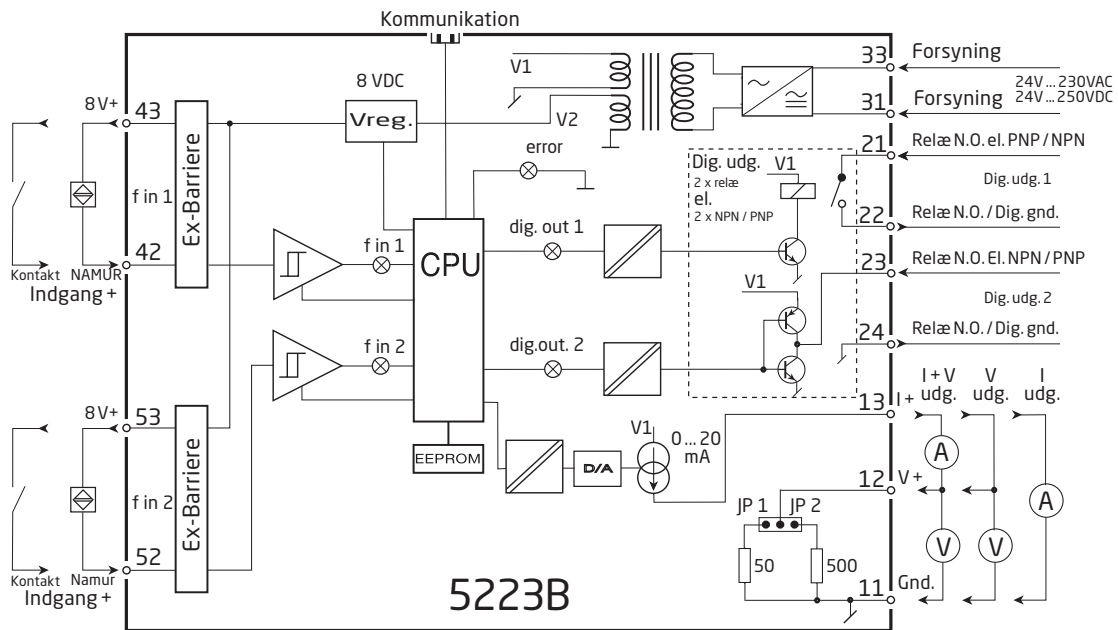 Kommunikation
33
Forsyning
24V ... 230VAC
24V ... 250VDC
31
Forsyning
V1
V2
8 VDC
Vreg.
error
8 V+
43
Ex-Barriere
f in 1
42
Kontakt
NAMUR
Indgang +
f in 1
CPU
dig. out 1
Dig. udg.
2 x relæ
el.
2 x NPN / PNP
V1
21
Relæ N.O. el. PNP / NPN
Dig. udg. 1
22
Relæ N.O. / Dig. gnd.
23
Relæ N.O. El. NPN / PNP
Dig. udg. 2
24
Relæ N.O. / Dig. gnd.
V1
f in 2
dig.out. 2
EEPROM
D/A
V1
0 ... 20
mA
8 V+
53
Ex-Barriere
f in 2
52
Kontakt
Namur
Indgang +
13
I+
I + V
udg.
V
udg.
I
udg.
A
12
V +
A
V
V
JP 1
JP 2
50
500
11
Gnd.
5223B